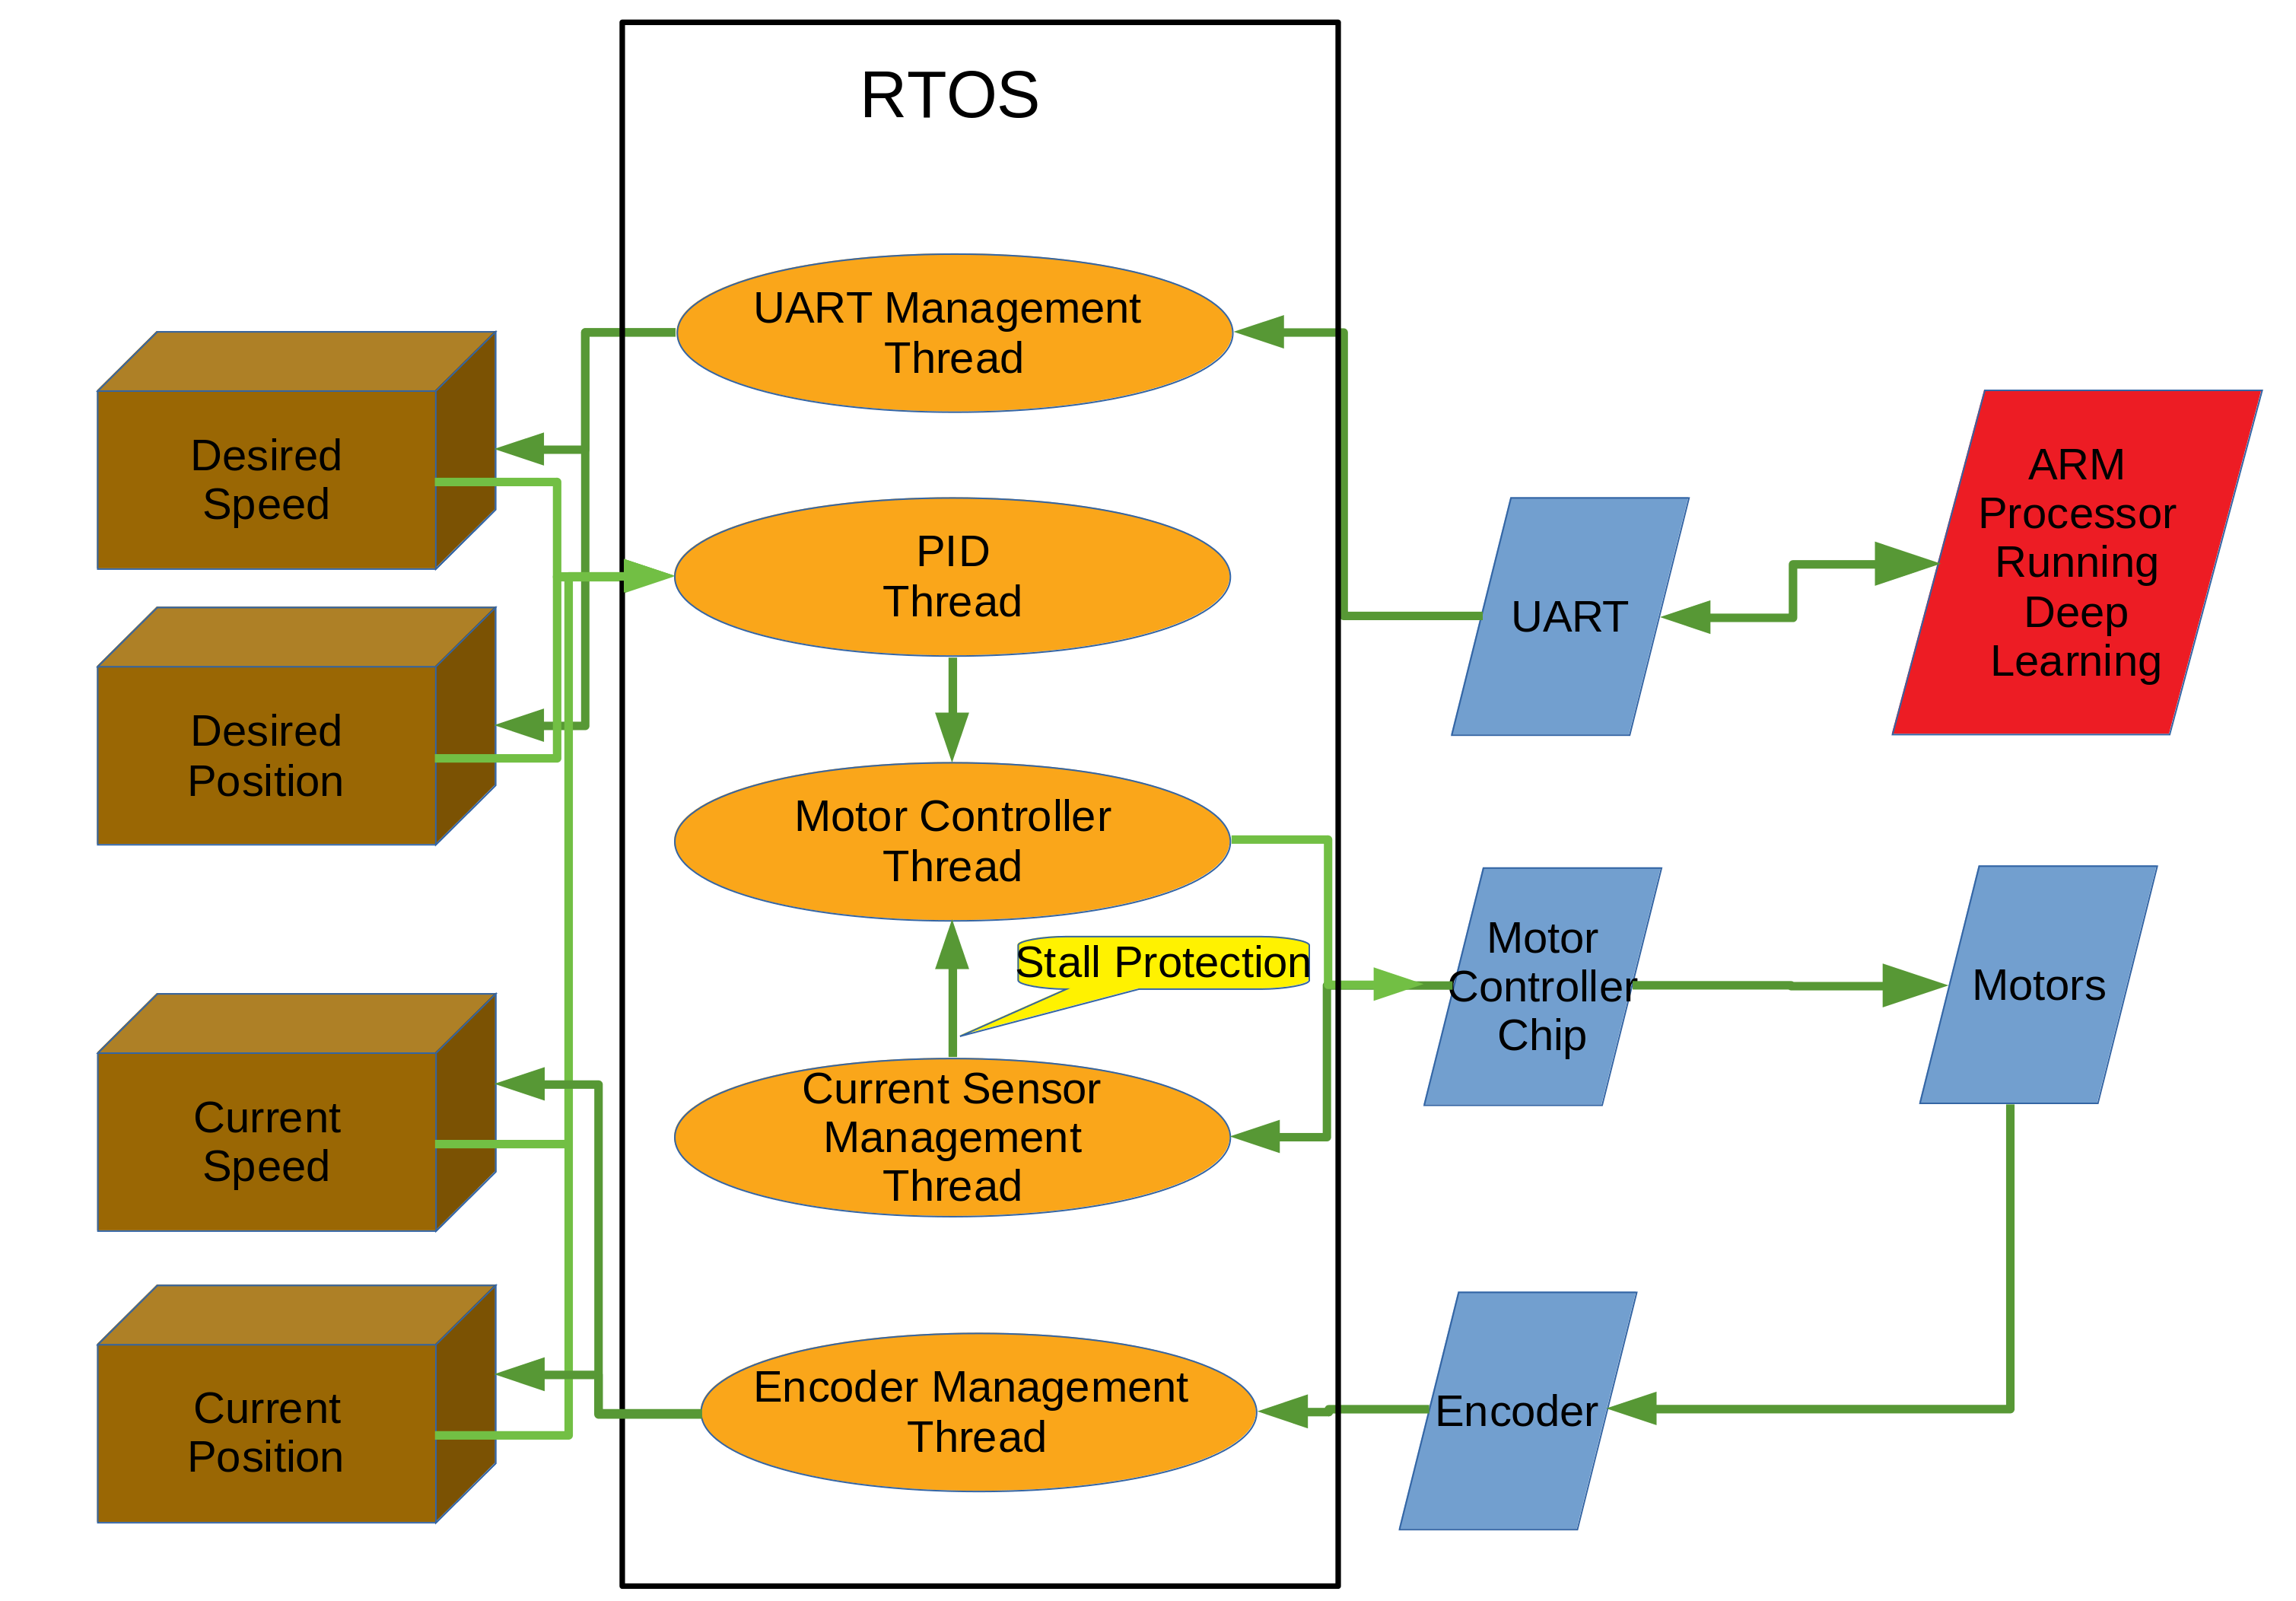 RTOS
UART Management
Thread
Desired
Speed
PID
Thread
UART
ARM
Processor
Running
Deep
Learning
Desired
Position
Motor Controller
Thread
Stall Protection
Motor
Controller
Chip
Motors
Current
Speed
Current Sensor
Management
Thread
Current
Position
Encoder Management
Thread
Encoder